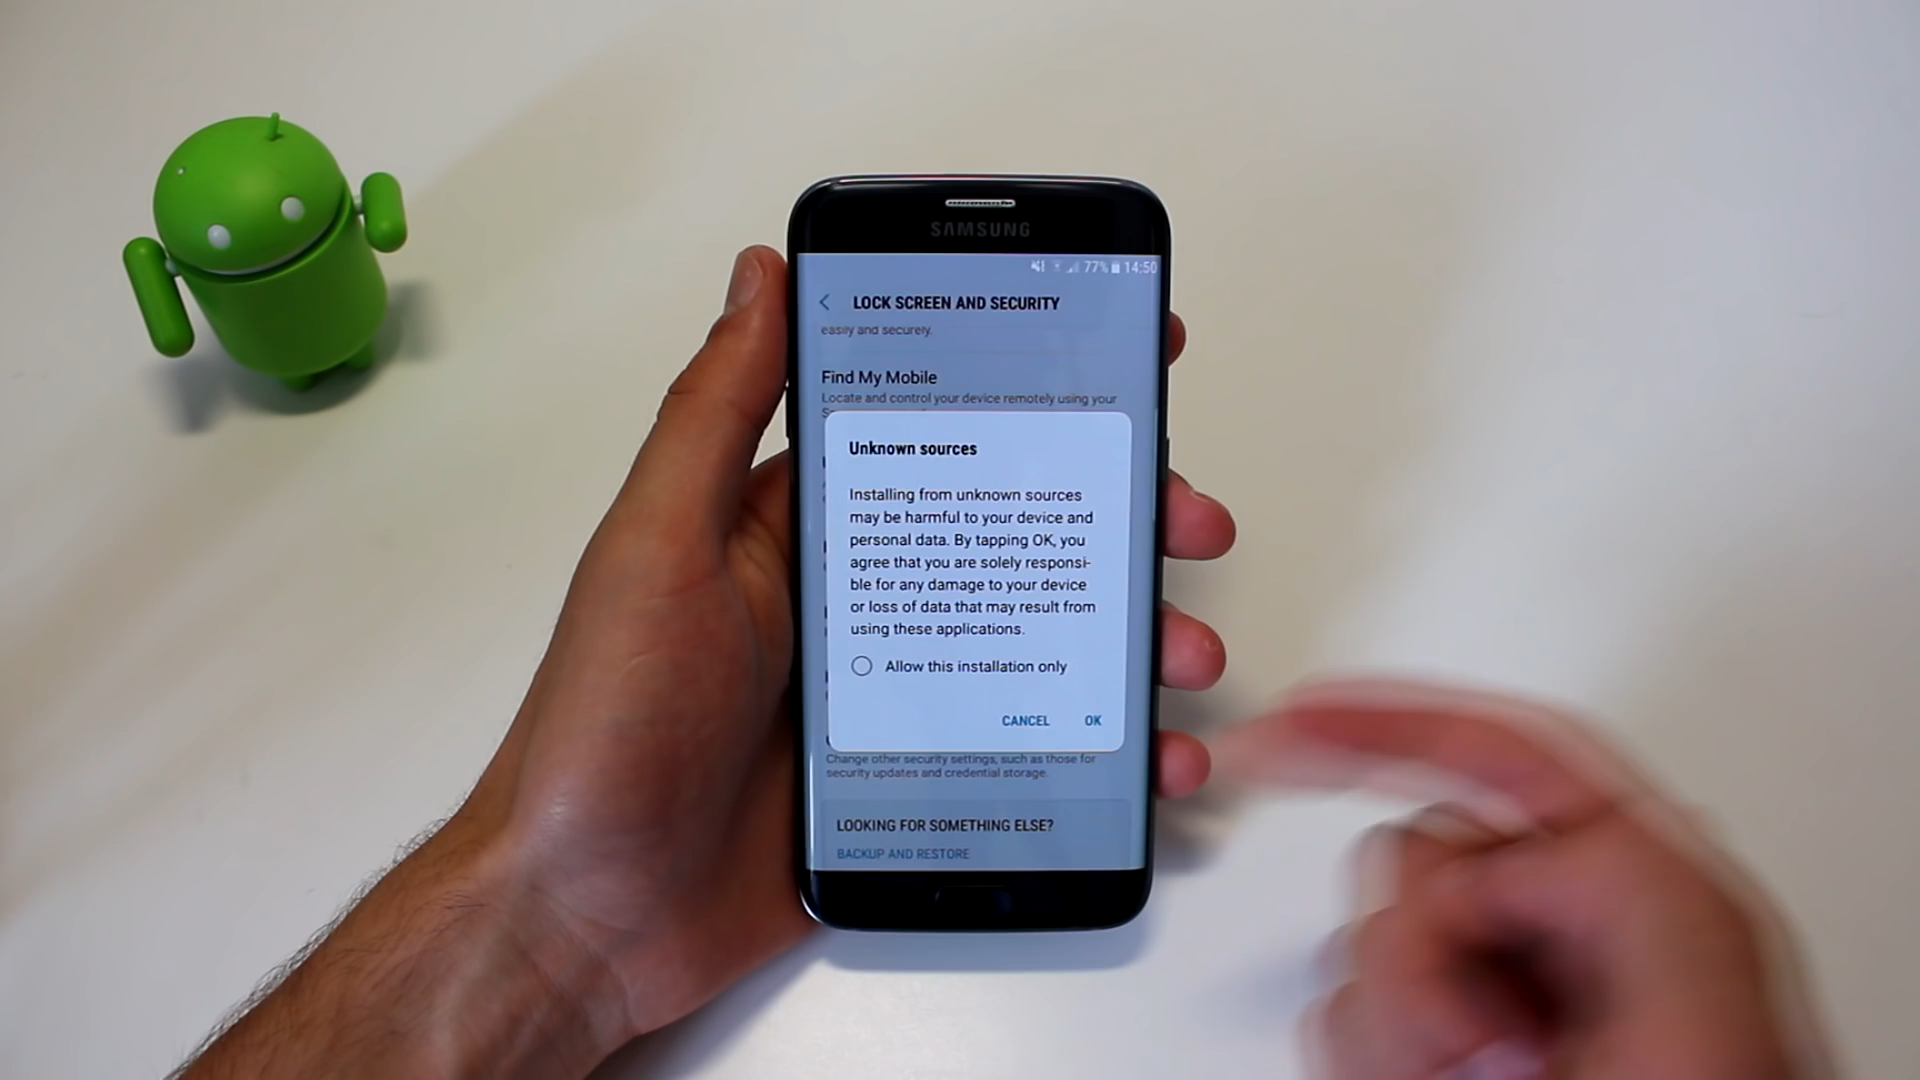 SAMSUNG
77% 14:50
LOCK SCREEN AND SECURITY
easily and securely.
Find My Mobile
Locate and control your device remotely using your
Unknown sources
Installing from unknown sources
may be harmful to your device and
personal data. By tapping OK, you
agree that you are solely responsi-
ble for any damage to your device
or loss of data that may result from
using these applications.
Allow this installation only
CANCEL OK
Change other security settings, such as those for
security updates and credential storage.
LOOKING FOR SOMETHING ELSE?
BACKUP AND RESTORE